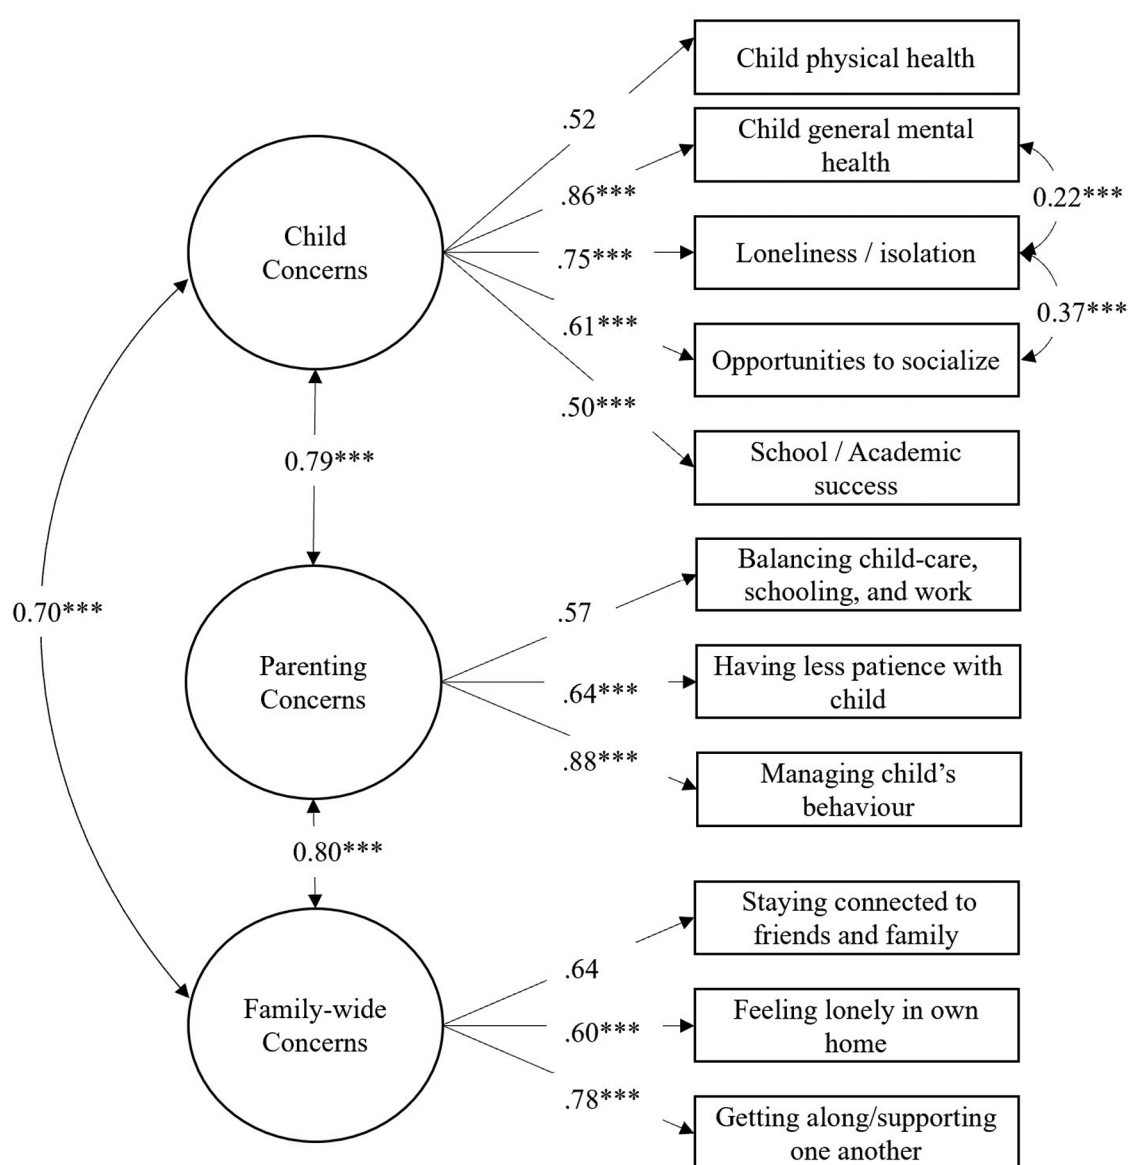 Child physical health
.52
Child general mental
health
.86***
0.22***
Child
Concerns
.75***
Loneliness / isolation
0.37***
.61***
Opportunities to socialize
.50***
School / Academic
success
0.79***
Balancing child-care,
schooling, and work
.57
0.70***
Parenting
Concerns
Having less patience with
child
.64***
.88***
Managing child’s
behaviour
0.80***
Staying connected to
friends and family
.64
Family-wide
Concerns
Feeling lonely in own
home
.60***
.78***
Getting along/supporting
one another